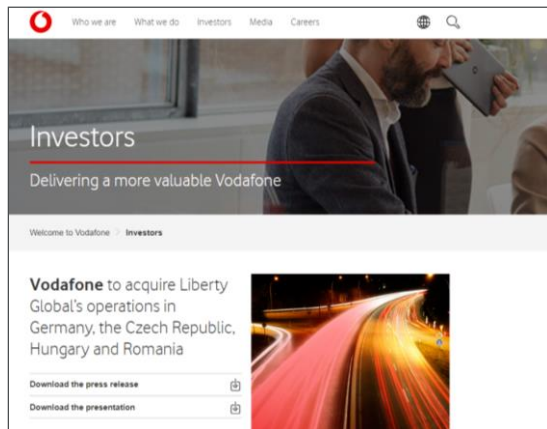 Who we are What we do Investors Media Careers
Investors
Delivering a more valuable Vodafone
Welcome to Vodafone > Investors
Vodafone to acquire Liberty
Global's operations in
Germany, the Czech Republic,
Hungary and Romania
Download the press release
Download the presentation